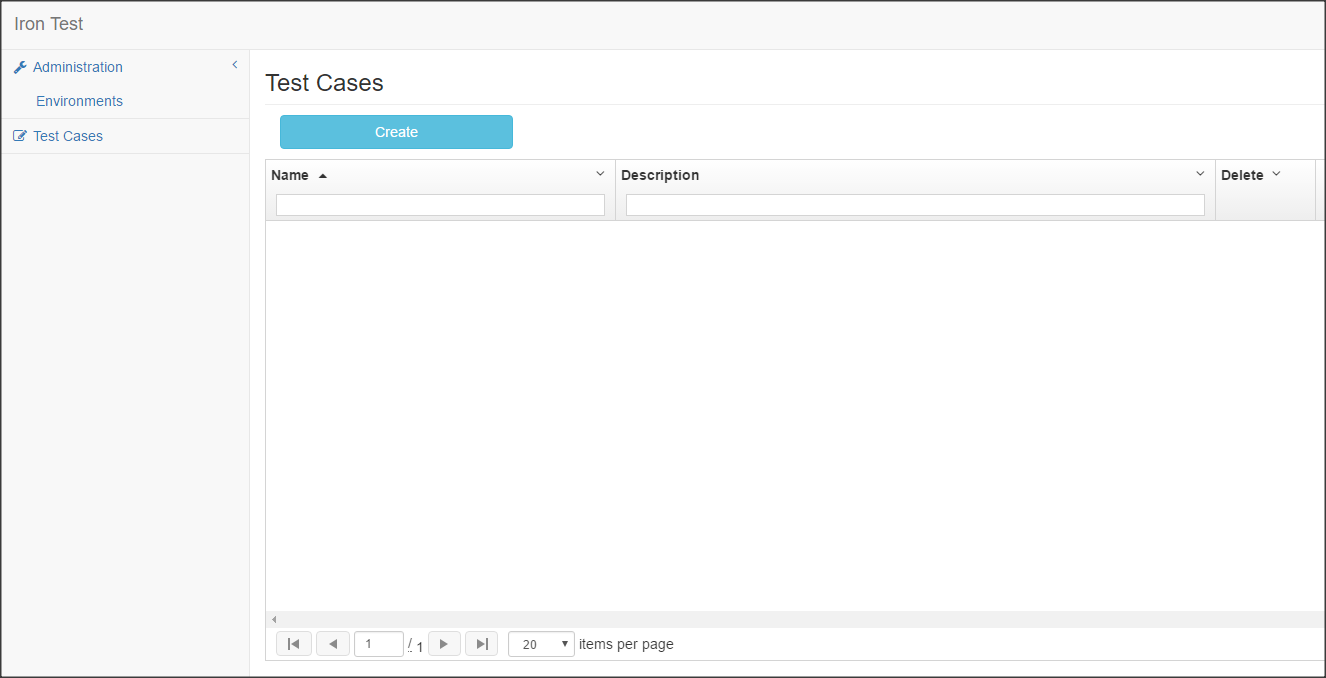 Iron Test
Administration
Environments
Test Cases
Test Cases
Create
Name Description Delete
1 / 1 20 items per page